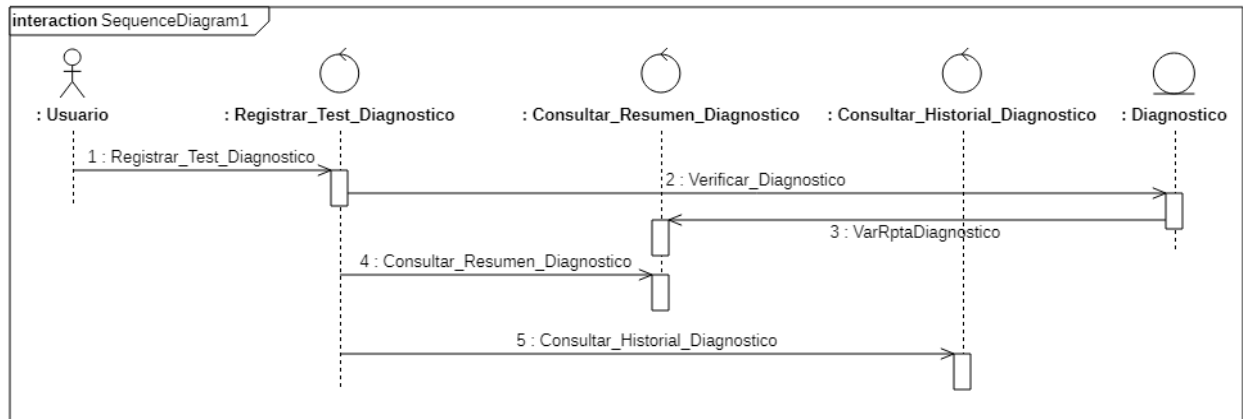 interaction SequenceDiagram1
: Usuario
: Registrar_Test_Diagnostico
: Consultar_Resumen_Diagnostico
: Consultar_Historial_Diagnostico
: Diagnostico
1 : Registrar_Test_Diagnostico
2 : Verificar_Diagnostico
3 : VarRptaDiagnostico
4 : Consultar_Resumen_Diagnostico
5 : Consultar_Historial_Diagnostico